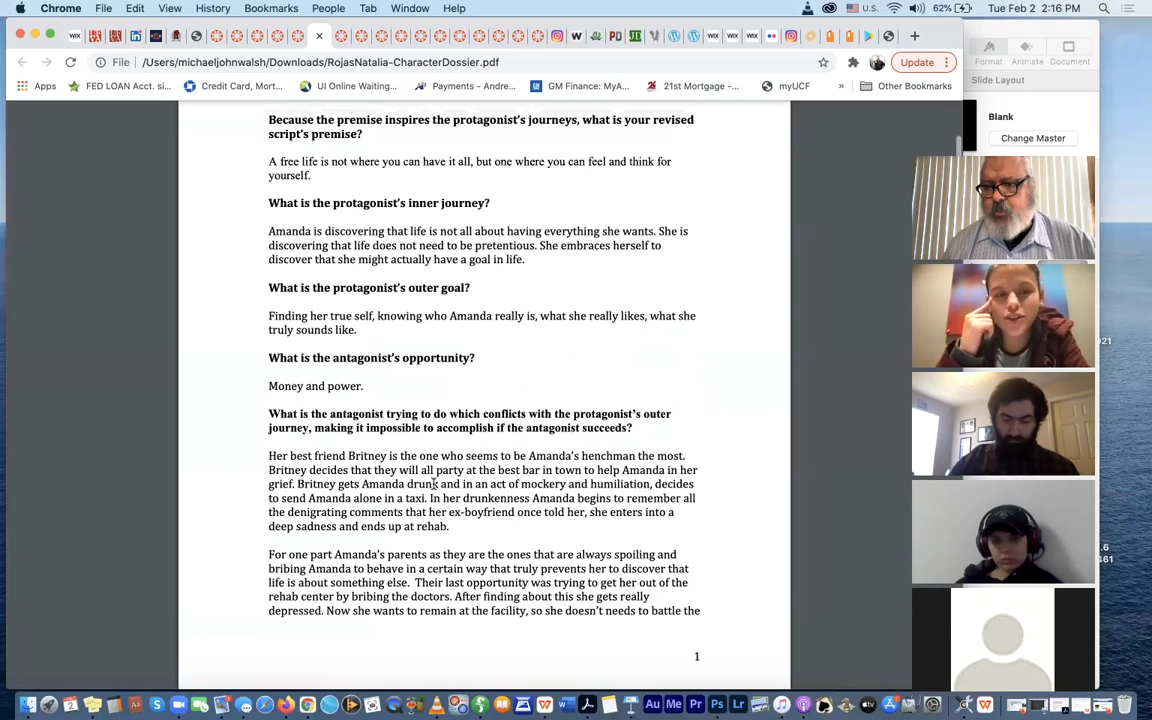 Chrome File Edit View History Bookmarks People Tab Window Help U.S. 62% Tue Feb 2 2:16 PM
File /Users/michaeljohnwalsh/Downloads/RojasNatalia-CharacterDossier.pdf Update
Apps FED LOAN Acct. si... Credit Card, Mort... UI Online Waiting... Payments - Andre... GM Finance: MyA... 21st Mortgage -... myUCF » Other Bookmarks
Format Animate Document
Slide Layout
Blank
Change Master
Because the premise inspires the protagonist's journeys, what is your revised
script's premise?
A free life is not where you can have it all, but one where you can feel and think for
yourself.
What is the protagonist's inner journey?
Amanda is discovering that life is not all about having everything she wants. She is
discovering that life does not need to be pretentious. She embraces herself to
discover that she might actually have a goal in life.
What is the protagonist's outer goal?
Finding her true self, knowing who Amanda really is, what she really likes, what she
truly sounds like.
What is the antagonist's opportunity?
Money and power.
What is the antagonist trying to do which conflicts with the protagonist's outer
journey, making it impossible to accomplish if the antagonist succeeds?
Her best friend Britney is the one who seems to be Amanda's henchman the most.
Britney decides that they will all party at the best bar in town to help Amanda in her
grief. Britney gets Amanda drunk and in an act of mockery and humiliation, decides
to send Amanda alone in a taxi. In her drunkenness Amanda begins to remember all
the denigrating comments that her ex-boyfriend once told her, she enters into a
deep sadness and ends up at rehab.
For one part Amanda's parents as they are the ones that are always spoiling and
bribing Amanda to behave in a certain way that truly prevents her to discover that
life is about something else. Their last opportunity was trying to get her out of the
rehab center by bribing the doctors. After finding about this she gets really
depressed. Now she wants to remain at the facility, so she doesn't needs to battle the
1